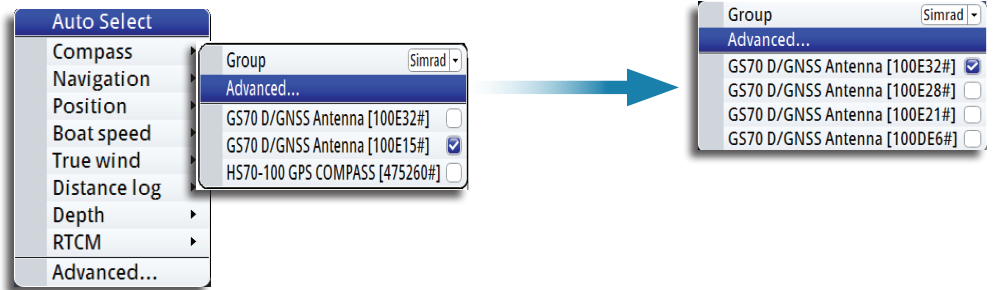 Auto Select
Compass
Navigation
Position
Boat speed
True wind
Distance log
Depth
RTCM
Advanced...
Group Simrad
Advanced...
GS70 D/GNSS Antenna [100E32#]
GS70 D/GNSS Antenna [100E15#]
HS70-100 GPS COMPASS [475260#]
Group Simrad
Advanced...
GS70 D/GNSS Antenna [100E32#]
GS70 D/GNSS Antenna [100E28#]
GS70 D/GNSS Antenna [100E21#]
GS70 D/GNSS Antenna [100DE6#]